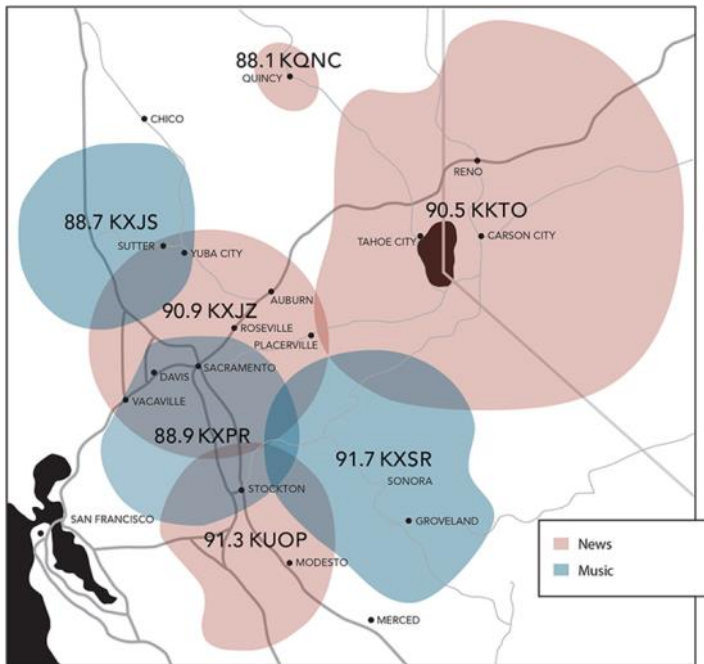 88.1 KQNC
QUINCY
CHICO
RENO
88.7 KXJS
90.5 KKTO
TAHOE CITY
CARSON CITY
SUTTER
YUBA CITY
AUBURN
90.9 KXJZ
ROSEVILLE
PLACERVILLE
SACRAMENTO
DAVIS
VACAVILLE
88.9 KXPR
91.7 KXSR
SONORA
STOCKTON
SAN FRANCISCO
GROVELAND
91.3 KUOP
MODESTO
MERCED
News
Music